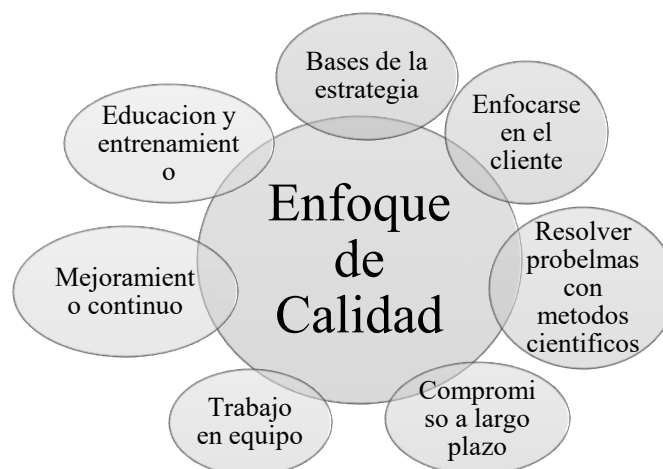 Bases de la
estrategia
Enfocarse
en el
cliente
Resolver
probelmas
con
metodos
cientificos
Compromi
so a largo
plazo
Trabajo
en equipo
Mejoramient
o continuo
Educacion y
entrenamient
o
Enfoque
de
Calidad